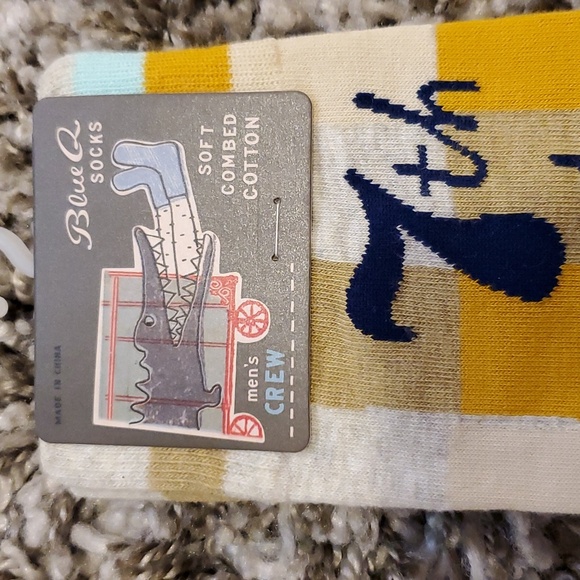 Blue Q
SOCKS
SOFT
COMBED
COTTON
men's
CREW
MADE IN CHINA
7th